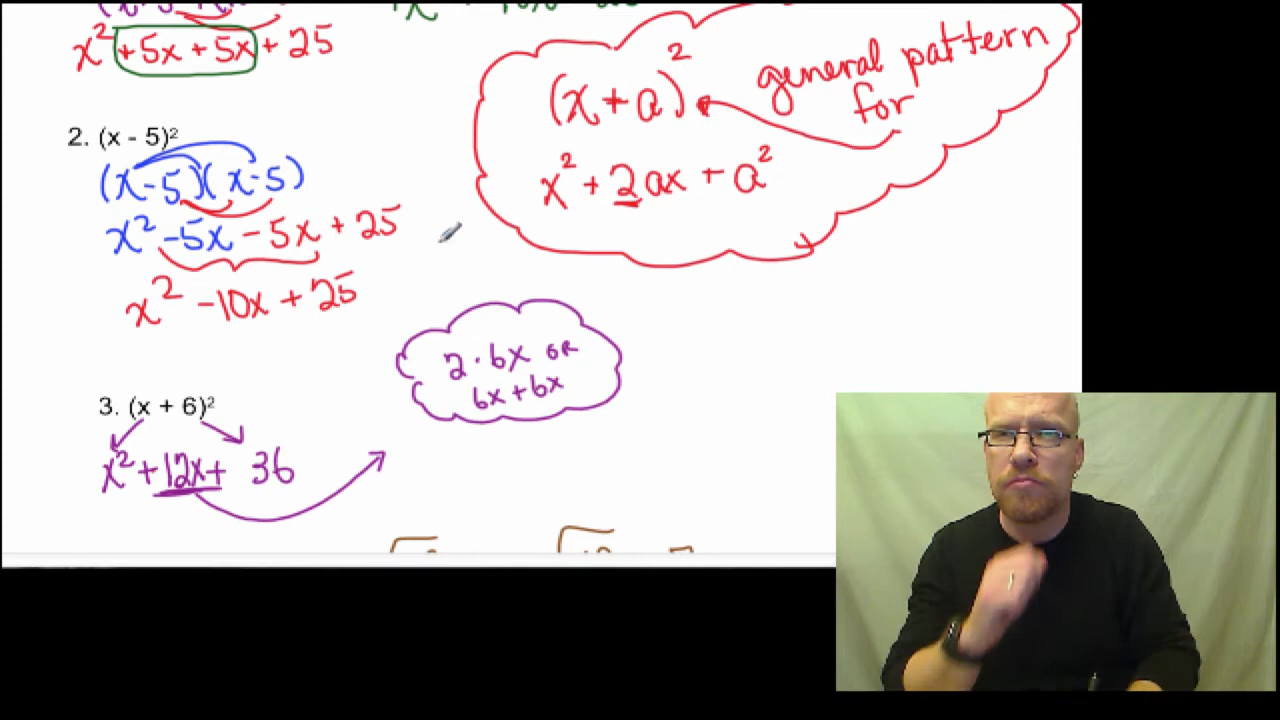 x² +5x + 5x + 25
2. (x - 5)²
(x-5)(x-5)
x² -5x - 5x + 25
x² -10x + 25
(x+a)²
general pattern
for
x² + 2ax + a²
2 · 6x OR
6x + 6x
3. (x + 6)²
x² + 12x + 36